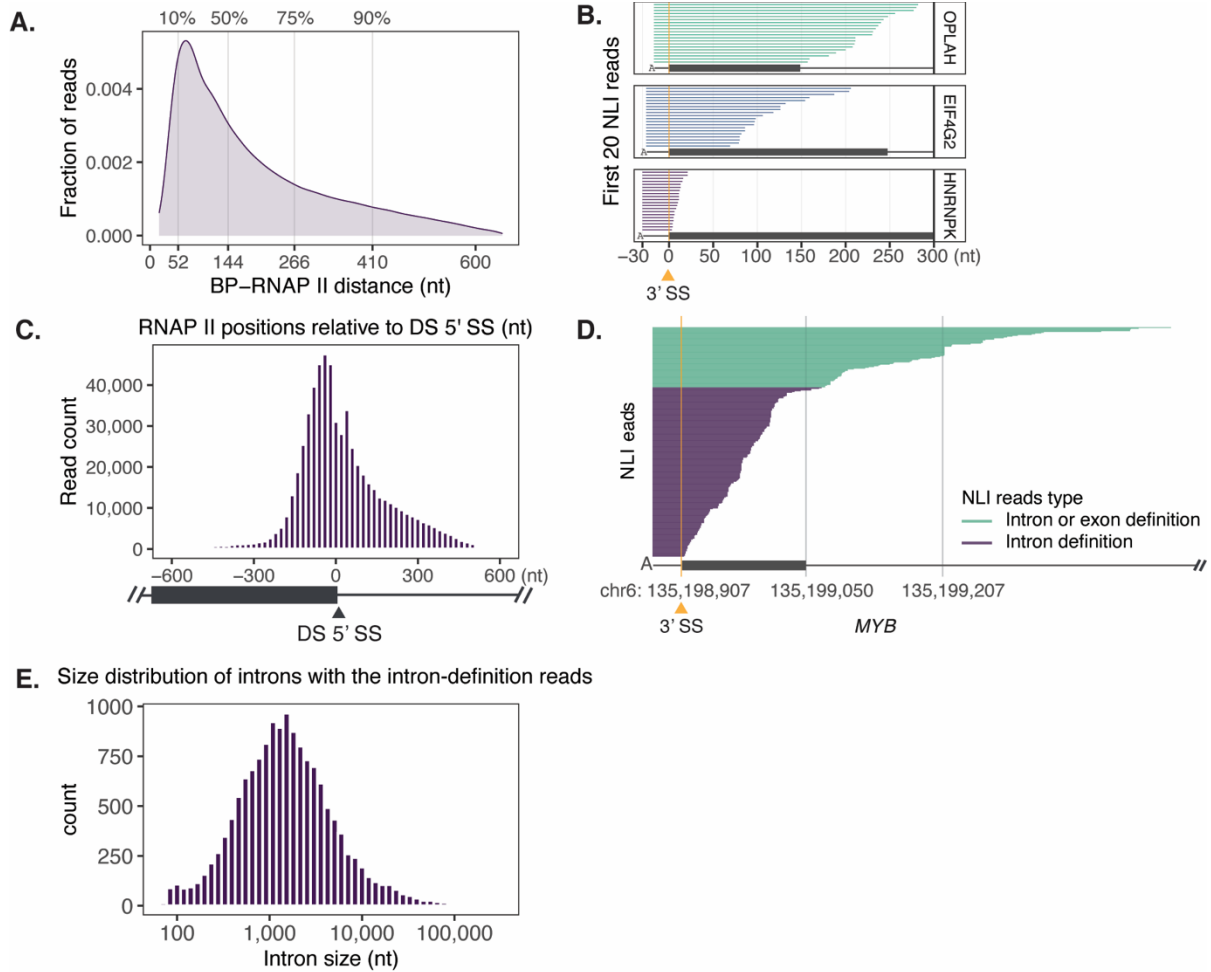 A.
10% 50% 75% 90%
Fraction of reads
0.004
0.002
0.000
0 52 144 266 410 600
BP−RNAP II distance (nt)
B.
First 20 NLI reads
OPLAH
A
EIF4G2
A
HNRNPK
A
−30 0 50 100 150 200 250 300 (nt)
3' SS
C.
RNAP II positions relative to DS 5' SS (nt)
Read count
40,000
30,000
20,000
10,000
0
−600 −300 0 300 600 (nt)
DS 5' SS
D.
NLI eads
NLI reads type
Intron or exon definition
Intron definition
A
chr6: 135,198,907 135,199,050 135,199,207
3' SS
MYB
E. Size distribution of introns with the intron-definition reads
count
1000
750
500
250
0
100 1,000 10,000 100,000
Intron size (nt)